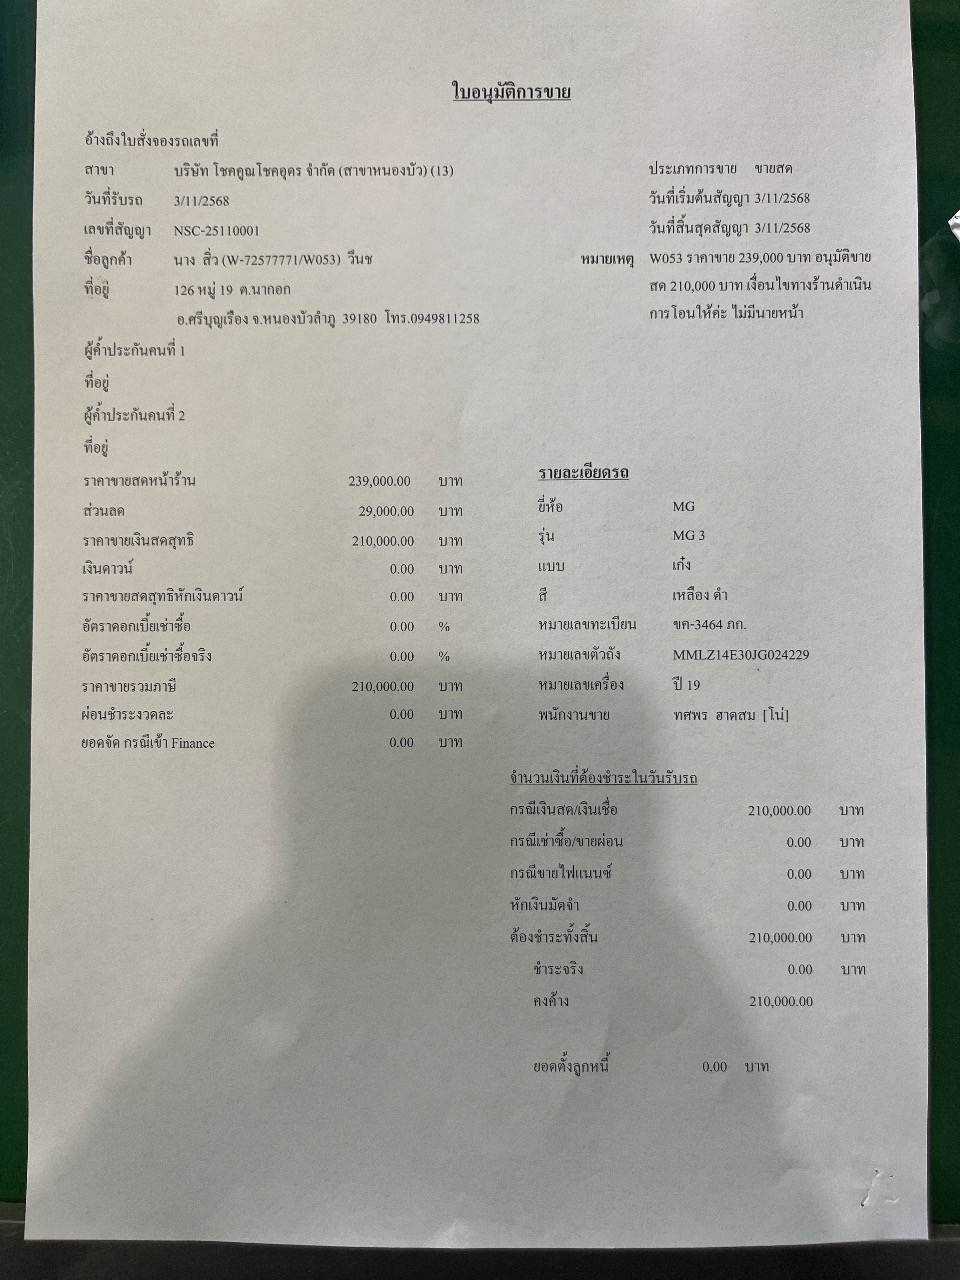 ใบอนุมัติการขาย
อ้างถึงใบสั่งจองรถเลขที่
สาขา บริษัท โชคคูณโชคอุดร จำกัด (สาขาหนองบัว) (13)
ประเภทการขาย ขายสด
วันที่รับรถ 3/11/2568
วันที่เริ่มต้นสัญญา 3/11/2568
เลขที่สัญญา NSC-25110001
วันที่สิ้นสุดสัญญา 3/11/2568
ชื่อลูกค้า นาง สิ่ว (W-72577771/W053) วึนช
หมายเหตุ W053 ราคาขาย 239,000 บาท อนุมัติขาย
สด 210,000 บาท เงื่อนไขทางร้านดำเนิน
การโอนให้ค่ะ ไม่มีนายหน้า
ที่อยู่ 126 หมู่ 19 ต.นากอก
อ.ศรีบุญเรือง จ.หนองบัวลำภู 39180 โทร.0949811258
ผู้ค้ำประกันคนที่ 1
ที่อยู่
ผู้ค้ำประกันคนที่ 2
ที่อยู่
ราคาขายสดหน้าร้าน 239,000.00 บาท
ส่วนลด 29,000.00 บาท
ราคาขายเงินสดสุทธิ 210,000.00 บาท
เงินดาวน์ 0.00 บาท
ราคาขายสดสุทธิหักเงินดาวน์ 0.00 บาท
อัตราดอกเบี้ยเช่าซื้อ 0.00 %
อัตราดอกเบี้ยเช่าซื้อจริง 0.00 %
ราคาขายรวมภาษี 210,000.00 บาท
ผ่อนชำระงวดละ 0.00 บาท
ยอดจัด กรณีเข้า Finance 0.00 บาท
รายละเอียดรถ
ยี่ห้อ MG
รุ่น MG 3
แบบ เก๋ง
สี เหลือง ดำ
หมายเลขทะเบียน ขค-3464 ภก.
หมายเลขตัวถัง MMLZ14E30JG024229
หมายเลขเครื่อง ปี 19
พนักงานขาย ทศพร ฮาดสม [โน่]
จำนวนเงินที่ต้องชำระในวันรับรถ
กรณีเงินสด/เงินเชื่อ 210,000.00 บาท
กรณีเช่าซื้อ/ขายผ่อน 0.00 บาท
กรณีขายไฟแนนซ์ 0.00 บาท
หักเงินมัดจำ 0.00 บาท
ต้องชำระทั้งสิ้น 210,000.00 บาท
ชำระจริง 0.00 บาท
คงค้าง 210,000.00
ยอดตั้งลูกหนี้ 0.00 บาท